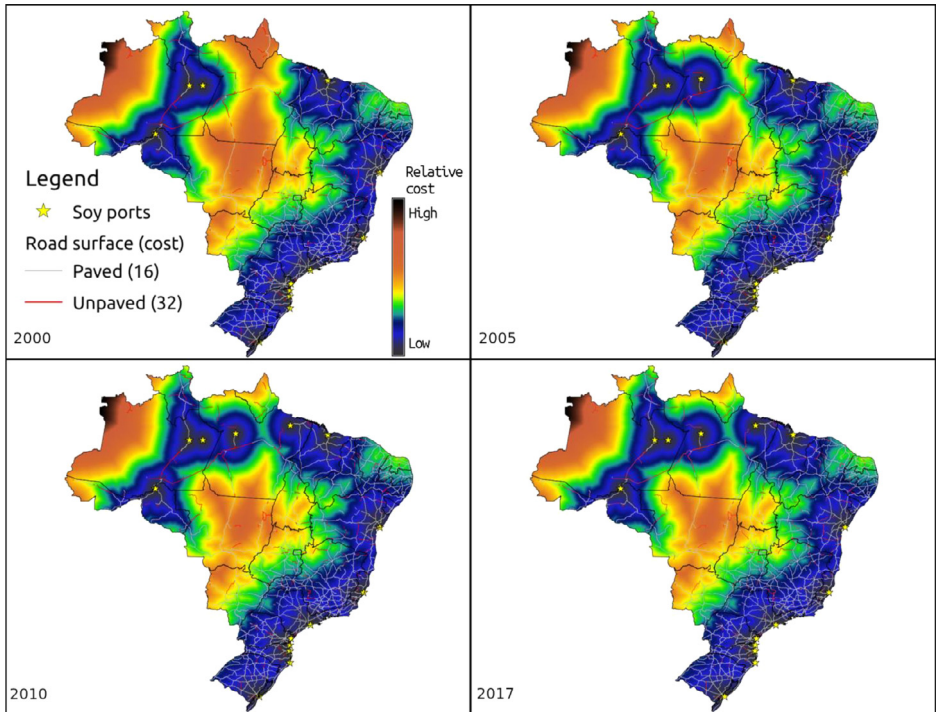 Legend
Soy ports
Road surface (cost)
Paved (16)
Unpaved (32)
Relative
cost
High
Low
2000
2005
2010
2017